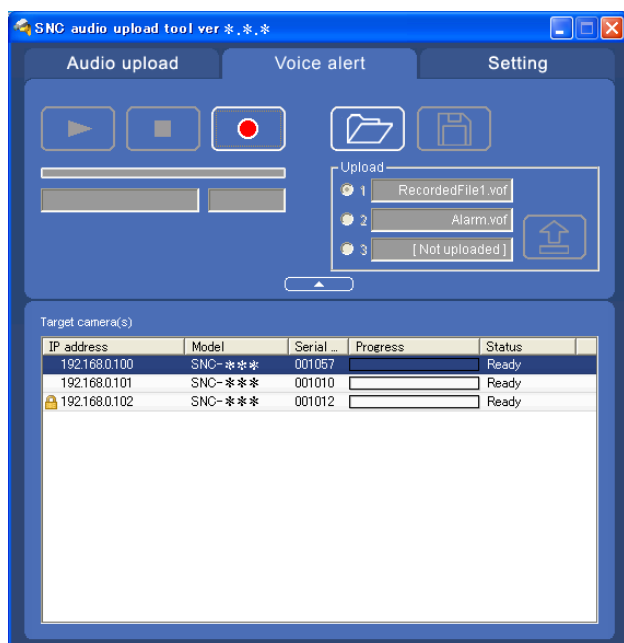 SNC audio upload tool ver *.*.*
Audio upload Voice alert Setting
Upload
1 RecordedFile1.vof
2 Alarm.vof
3 [Not uploaded]
Target camera(s)
IP address Model Serial ... Progress Status
192.168.0.100 SNC-*** 001057 Ready
192.168.0.101 SNC-*** 001010 Ready
192.168.0.102 SNC-*** 001012 Ready